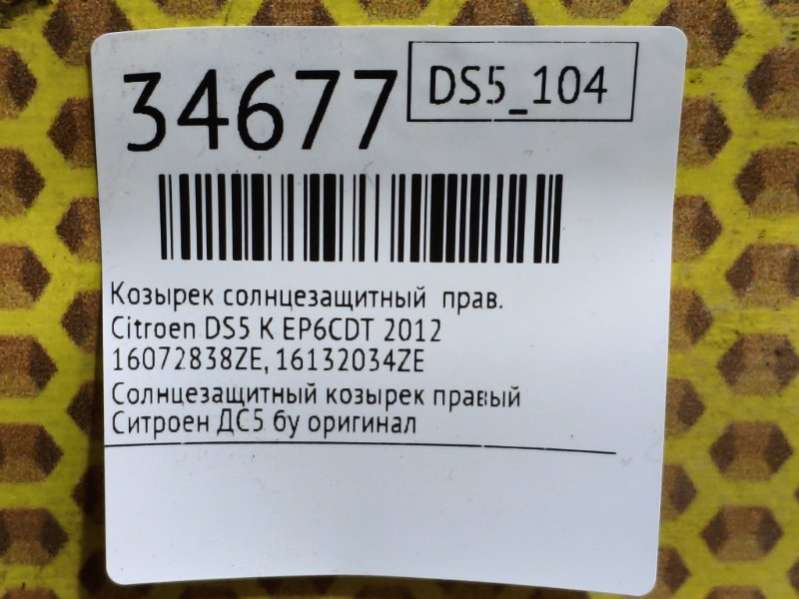 34677
DS5_104
Козырек солнцезащитный прав.
Citroen DS5 K EP6CDT 2012
16072838ZE, 16132034ZE
Солнцезащитный козырек правый
Ситроен ДС5 бу оригинал